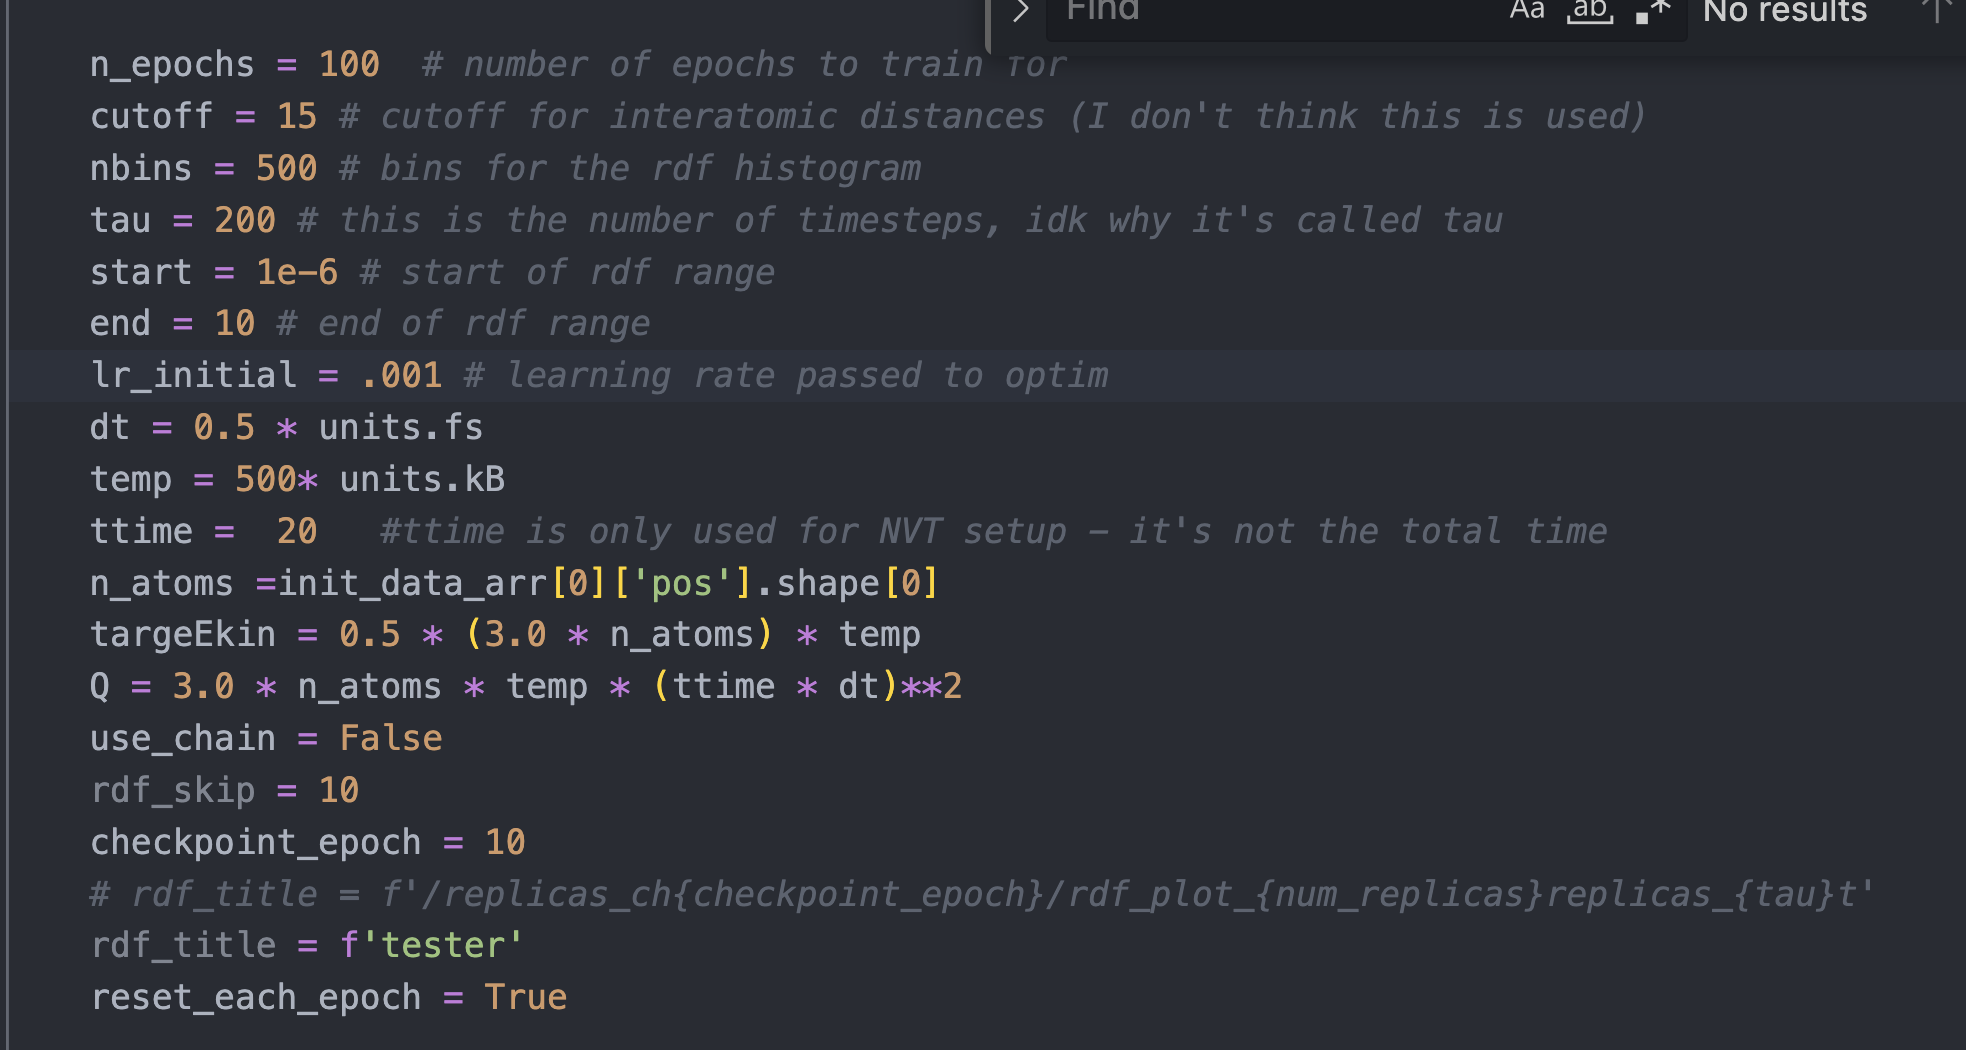 Find Aa ab .* No results ↑
n_epochs = 100  # number of epochs to train for
cutoff = 15 # cutoff for interatomic distances (I don't think this is used)
nbins = 500 # bins for the rdf histogram
tau = 200 # this is the number of timesteps, idk why it's called tau
start = 1e-6 # start of rdf range
end = 10 # end of rdf range
lr_initial = .001 # learning rate passed to optim
dt = 0.5 * units.fs
temp = 500* units.kB
ttime =  20   #ttime is only used for NVT setup - it's not the total time
n_atoms =init_data_arr[0]['pos'].shape[0]
targeEkin = 0.5 * (3.0 * n_atoms) * temp
Q = 3.0 * n_atoms * temp * (ttime * dt)**2
use_chain = False
rdf_skip = 10
checkpoint_epoch = 10
# rdf_title = f'/replicas_ch{checkpoint_epoch}/rdf_plot_{num_replicas}replicas_{tau}t'
rdf_title = f'tester'
reset_each_epoch = True